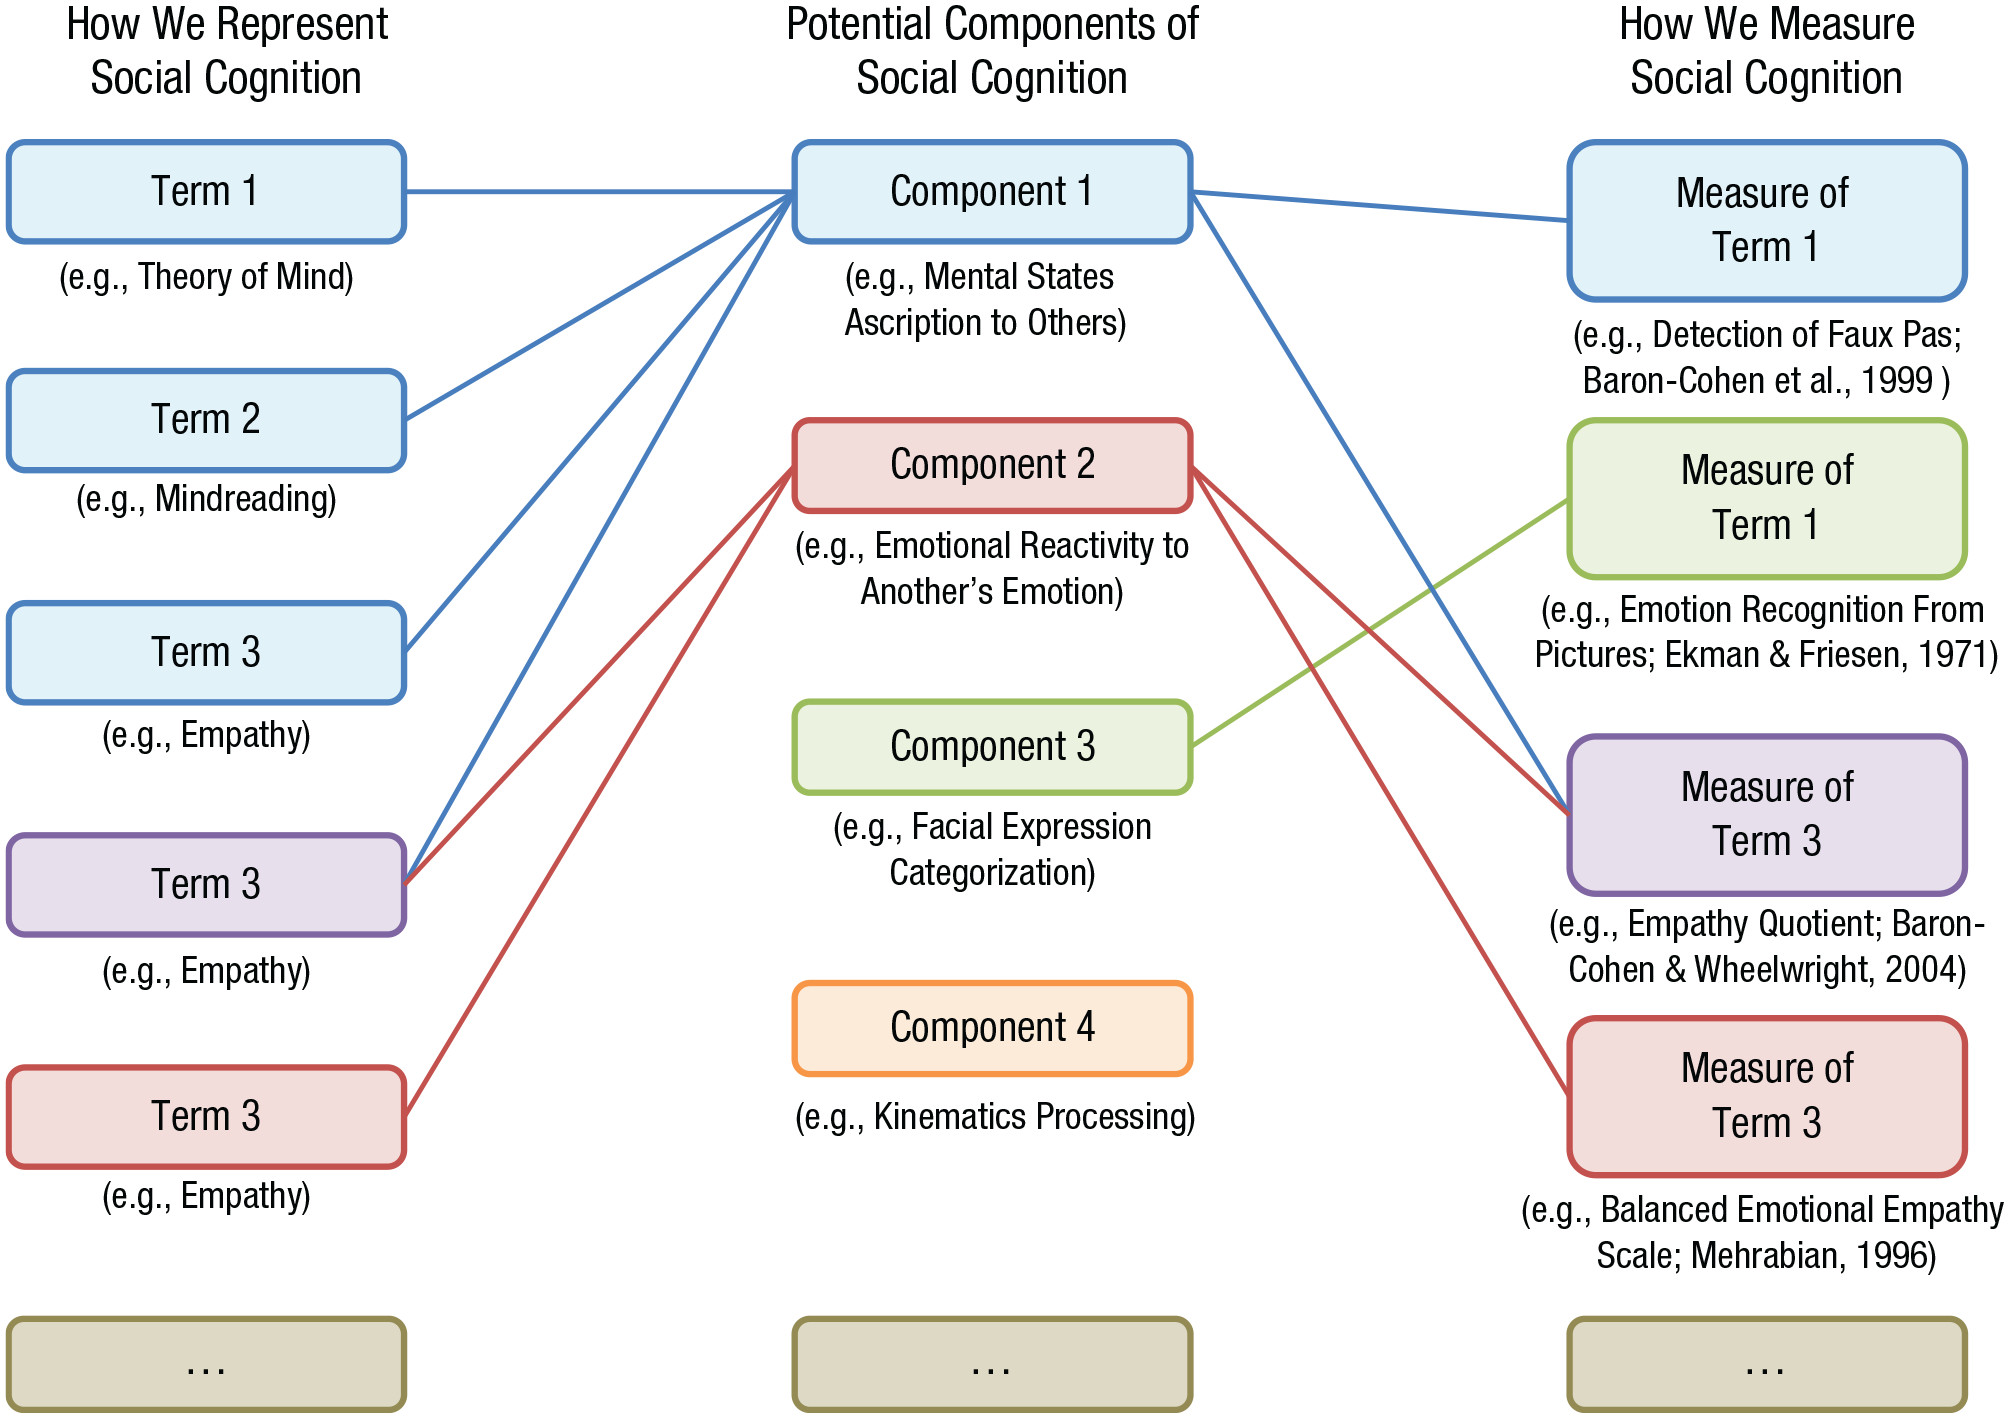 How We Represent
Social Cognition
Term 1
(e.g., Theory of Mind)
Term 2
(e.g., Mindreading)
Term 3
(e.g., Empathy)
Term 3
(e.g., Empathy)
Term 3
(e.g., Empathy)
...
Potential Components of
Social Cognition
Component 1
(e.g., Mental States
Ascription to Others)
Component 2
(e.g., Emotional Reactivity to
Another’s Emotion)
Component 3
(e.g., Facial Expression
Categorization)
Component 4
(e.g., Kinematics Processing)
...
How We Measure
Social Cognition
Measure of
Term 1
(e.g., Detection of Faux Pas;
Baron-Cohen et al., 1999 )
Measure of
Term 1
(e.g., Emotion Recognition From
Pictures; Ekman & Friesen, 1971)
Measure of
Term 3
(e.g., Empathy Quotient; Baron-
Cohen & Wheelwright, 2004)
Measure of
Term 3
(e.g., Balanced Emotional Empathy
Scale; Mehrabian, 1996)
...